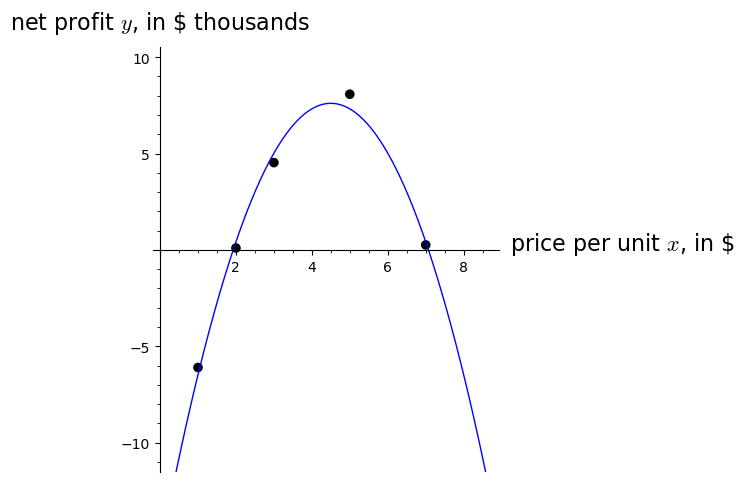 net profit y, in $ thousands
10
5
price per unit x, in $
2 4 6 8
−5
−10